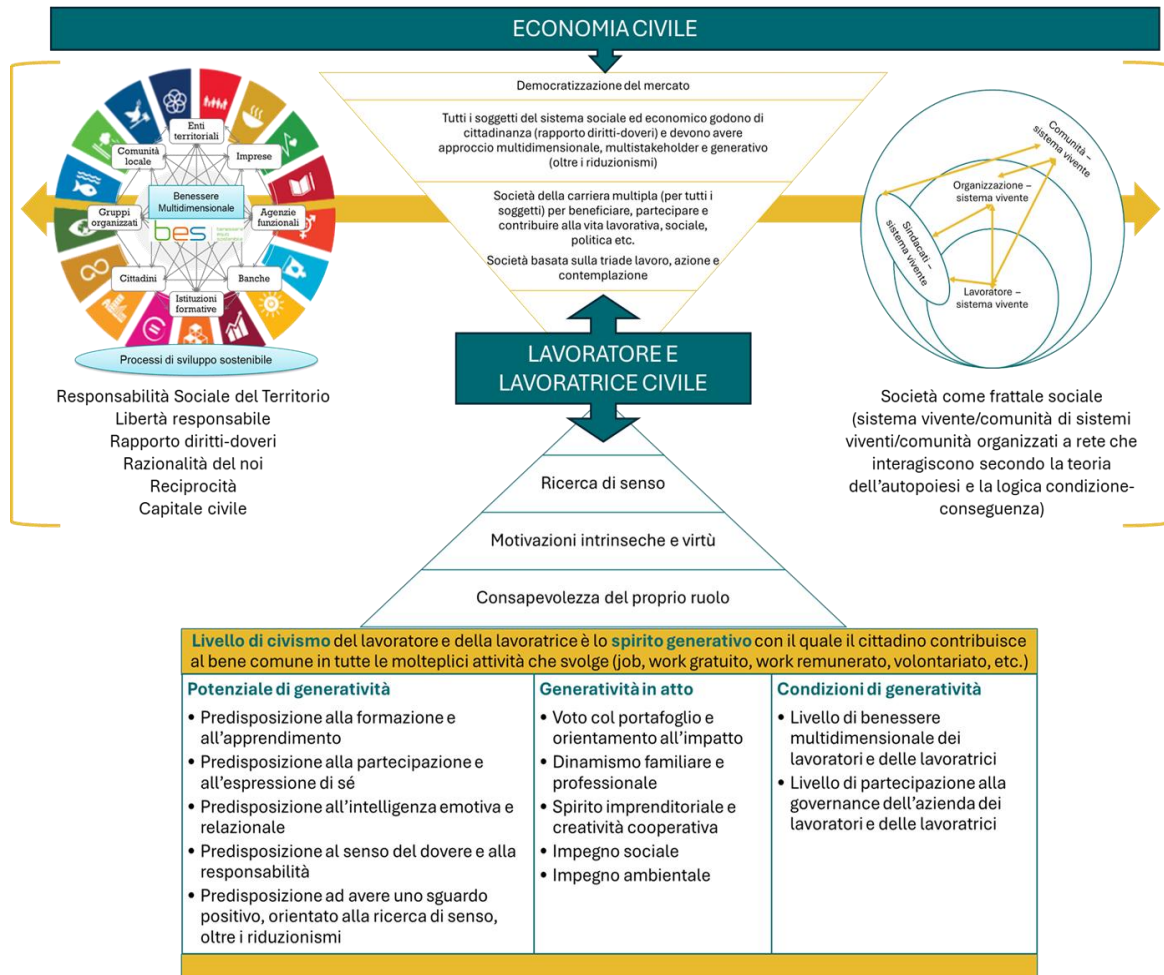 ECONOMIA CIVILE
Enti
territoriali
Comunità
locale
Imprese
Benessere
Multidimensionale
bes
benessere
equo
sostenibile
Gruppi
organizzati
Agenzie
funzionali
Cittadini
Banche
Istituzioni
formative
Processi di sviluppo sostenibile
Responsabilità Sociale del Territorio
Libertà responsabile
Rapporto diritti-doveri
Razionalità del noi
Reciprocità
Capitale civile
Democratizzazione del mercato
Tutti i soggetti del sistema sociale ed economico godono di
cittadinanza (rapporto diritti-doveri) e devono avere
approccio multidimensionale, multistakeholder e generativo
(oltre i riduzionismi)
Società della carriera multipla (per tutti i
soggetti) per beneficiare, partecipare e
contribuire alla vita lavorativa, sociale,
politica etc.
Società basata sulla triade lavoro, azione e
contemplazione
Comunità –
sistema vivente
Organizzazione –
sistema vivente
Sindacati –
sistema vivente
Lavoratore –
sistema vivente
Società come frattale sociale
(sistema vivente/comunità di sistemi
viventi/comunità organizzati a rete che
interagiscono secondo la teoria
dell'autopoiesi e la logica condizione-
conseguenza)
LAVORATORE E
LAVORATRICE CIVILE
Ricerca di senso
Motivazioni intrinseche e virtù
Consapevolezza del proprio ruolo
Livello di civismo del lavoratore e della lavoratrice è lo spirito generativo con il quale il cittadino contribuisce
al bene comune in tutte le molteplici attività che svolge (job, work gratuito, work remunerato, volontariato, etc.)
Potenziale di generatività
• Predisposizione alla formazione e
all'apprendimento
• Predisposizione alla partecipazione e
all'espressione di sé
• Predisposizione all'intelligenza emotiva e
relazionale
• Predisposizione al senso del dovere e alla
responsabilità
• Predisposizione ad avere uno sguardo
positivo, orientato alla ricerca di senso,
oltre i riduzionismi
Generatività in atto
• Voto col portafoglio e
orientamento all'impatto
• Dinamismo familiare e
professionale
• Spirito imprenditoriale e
creatività cooperativa
• Impegno sociale
• Impegno ambientale
Condizioni di generatività
• Livello di benessere
multidimensionale dei
lavoratori e delle lavoratrici
• Livello di partecipazione alla
governance dell'azienda dei
lavoratori e delle lavoratrici